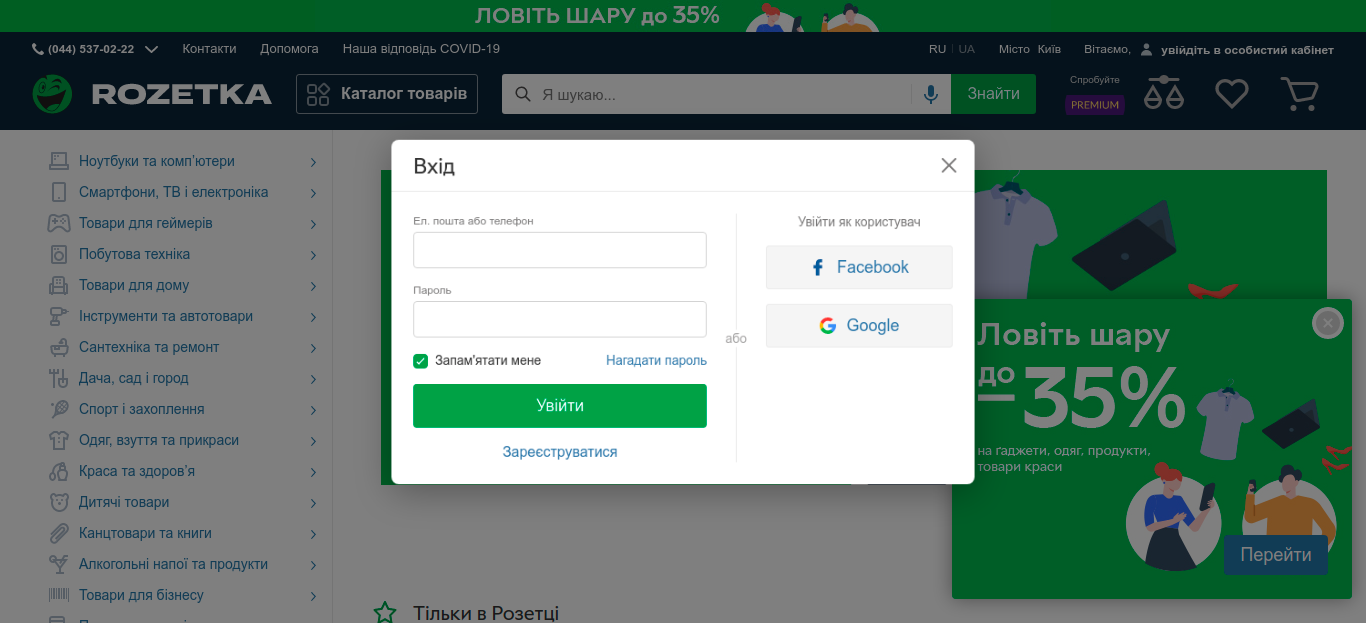 ЛОВІТЬ ШАРУ до 35%
(044) 537-02-22 Контакти Допомога Наша відповідь COVID-19 RU UA Місто Київ Вітаємо, увійдіть в особистий кабінет
ROZETKA Каталог товарів Я шукаю... Знайти Спробуйте
PREMIUM
Ноутбуки та комп'ютери
Смартфони, ТВ і електроніка
Товари для геймерів
Побутова техніка
Товари для дому
Інструменти та автотовари
Сантехніка та ремонт
Дача, сад і город
Спорт і захоплення
Одяг, взуття та прикраси
Краса та здоров'я
Дитячі товари
Канцтовари та книги
Алкогольні напої та продукти
Товари для бізнесу
Вхід
Ел. пошта або телефон
Пароль
Запам'ятати мене Нагадати пароль
Увійти
Зареєструватися
або
Увійти як користувач
Facebook
Google
Ловіть шару
до
–35%
на ґаджети, одяг, продукти,
товари краси
Перейти
Тільки в Розетці